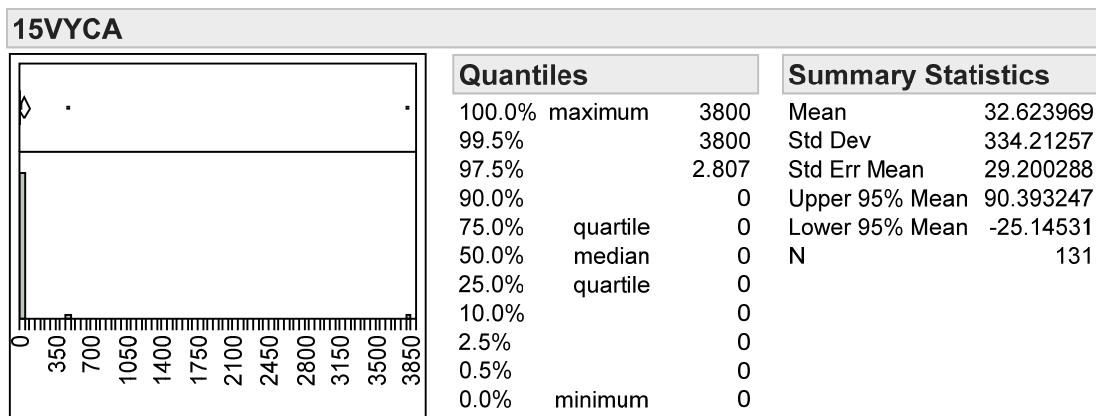 15VYCA
0
350
700
1050
1400
1750
2100
2450
2800
3150
3500
3850
Quantiles
100.0% maximum 3800
99.5% 3800
97.5% 2.807
90.0% 0
75.0% quartile 0
50.0% median 0
25.0% quartile 0
10.0% 0
2.5% 0
0.5% 0
0.0% minimum 0
Summary Statistics
Mean 32.623969
Std Dev 334.21257
Std Err Mean 29.200288
Upper 95% Mean 90.393247
Lower 95% Mean -25.14531
N 131